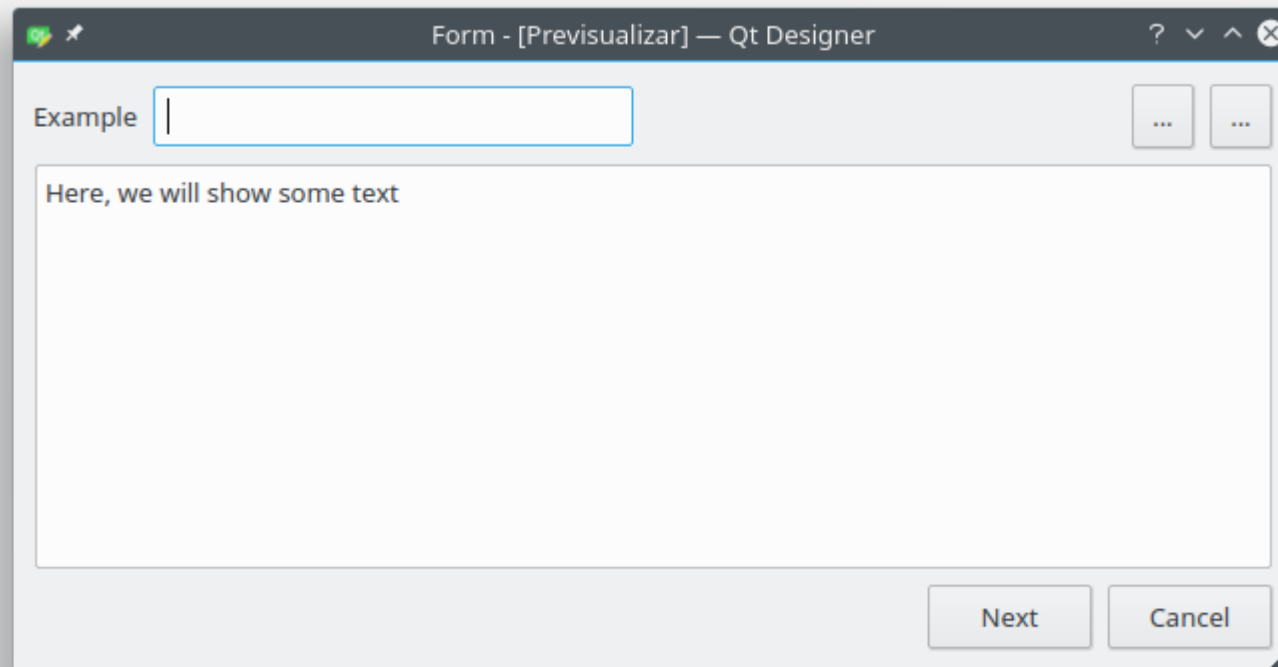 Form - [Previsualizar] — Qt Designer
Example
... ...
Here, we will show some text
Next Cancel